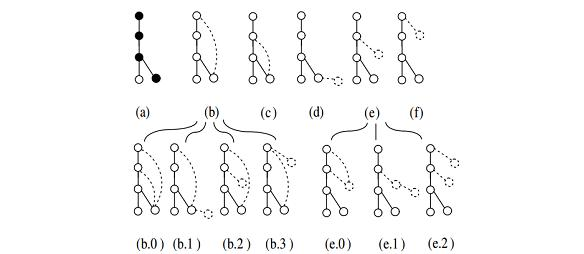 (a) (b) (c) (d) (e) (f)
(b.0 ) (b.1 ) (b.2 ) (b.3 ) (e.0 ) (e.1 ) (e.2 )